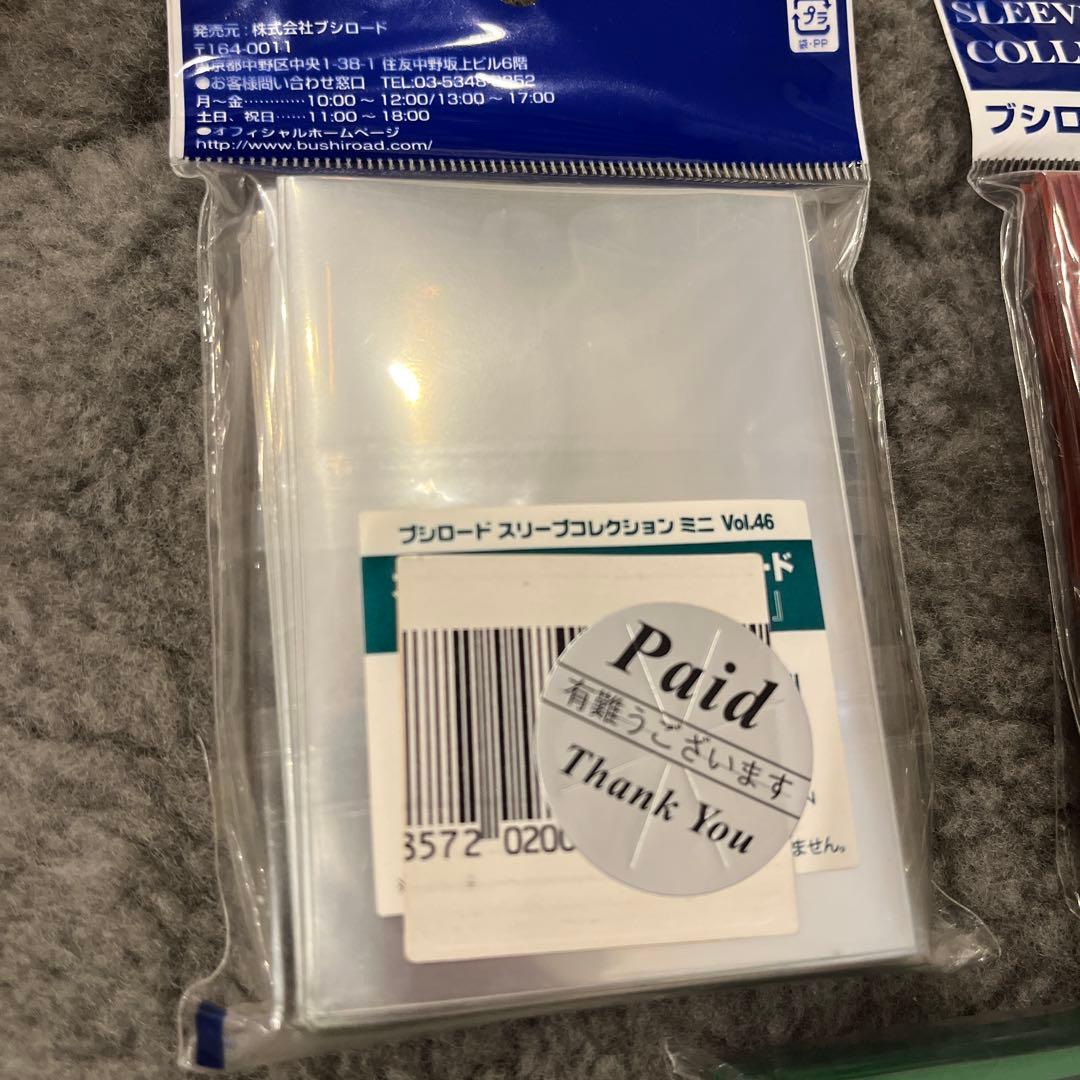 発売元:株式会社ブシロード
〒164-0011
東京都中野区中央1-38-1 住友中野坂上ビル6階
●お客様問い合わせ窓口 TEL:03-5348-
月～金…………10:00～12:00/13:00～17:00
土日、祝日……11:00～18:00
●オフィシャルホームページ
http://www.bushiroad.com/
プラ
袋・PP
SLEEV
COLL
ブシロ
ブシロード スリーブコレクション ミニ Vol.46
ド
』
3572 020
Paid
有難うございます
Thank You
ません。